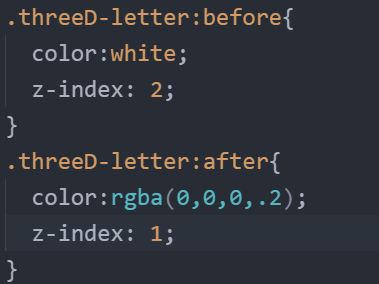 .threeD-letter:before{
  color:white;
  z-index: 2;
}
.threeD-letter:after{
  color:rgba(0,0,0,.2);
  z-index: 1;
}